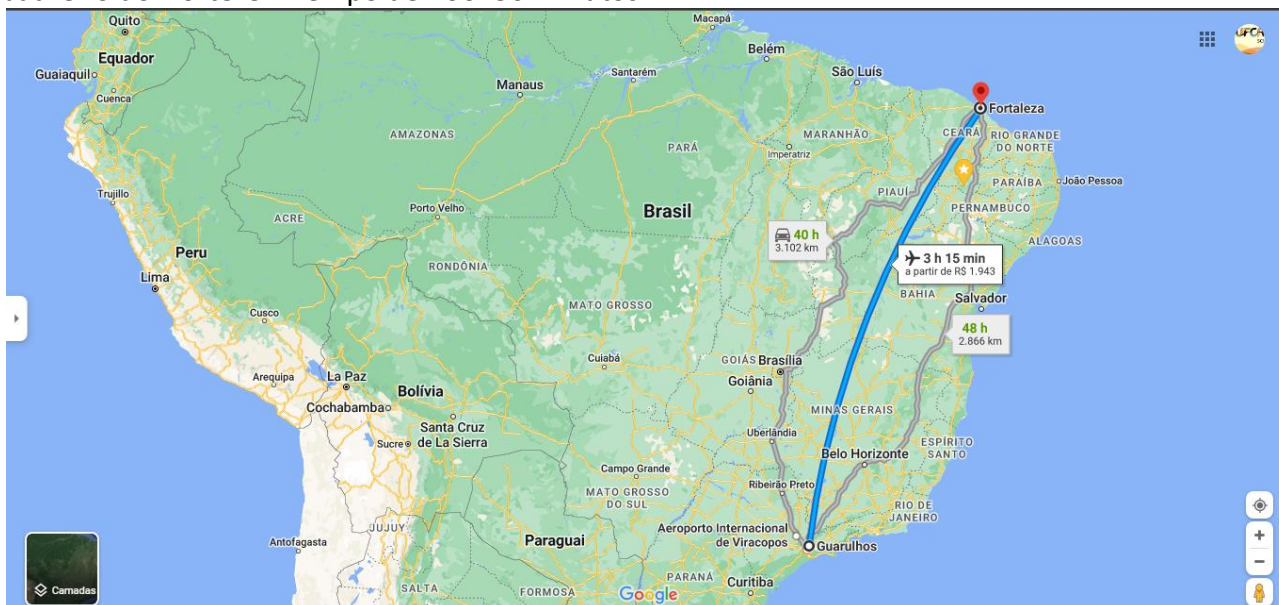 Quito
Macapá
Equador
Belém
Guaiaquil
São Luís
Santarém
Manaus
Cuenca
Fortaleza
AMAZONAS
MARANHÃO
CEARÁ
RIO GRANDE
DO NORTE
PARÁ
Imperatriz
Trujillo
PIAUÍ
PARAÍBA
João Pessoa
Porto Velho
PERNAMBUCO
ACRE
Brasil
40 h
3.102 km
ALAGOAS
Peru
3 h 15 min
a partir de R$ 1.943
RONDÔNIA
Lima
BAHIA
Salvador
MATO GROSSO
Cusco
48 h
2.866 km
Cuiabá
GOIÁS
Brasília
Arequipa
La Paz
Goiânia
Bolívia
Cochabamba
MINAS GERAIS
Santa Cruz
de La Sierra
Uberlândia
Sucre
ESPÍRITO
SANTO
Belo Horizonte
Campo Grande
Ribeirão Preto
MATO GROSSO
DO SUL
RIO DE
JANEIRO
JUJUY
Aeroporto Internacional
de Viracopos
Antofagasta
Paraguai
Guarulhos
PARANÁ
Curitiba
Camadas
SALTA
FORMOSA
Google
UFCA